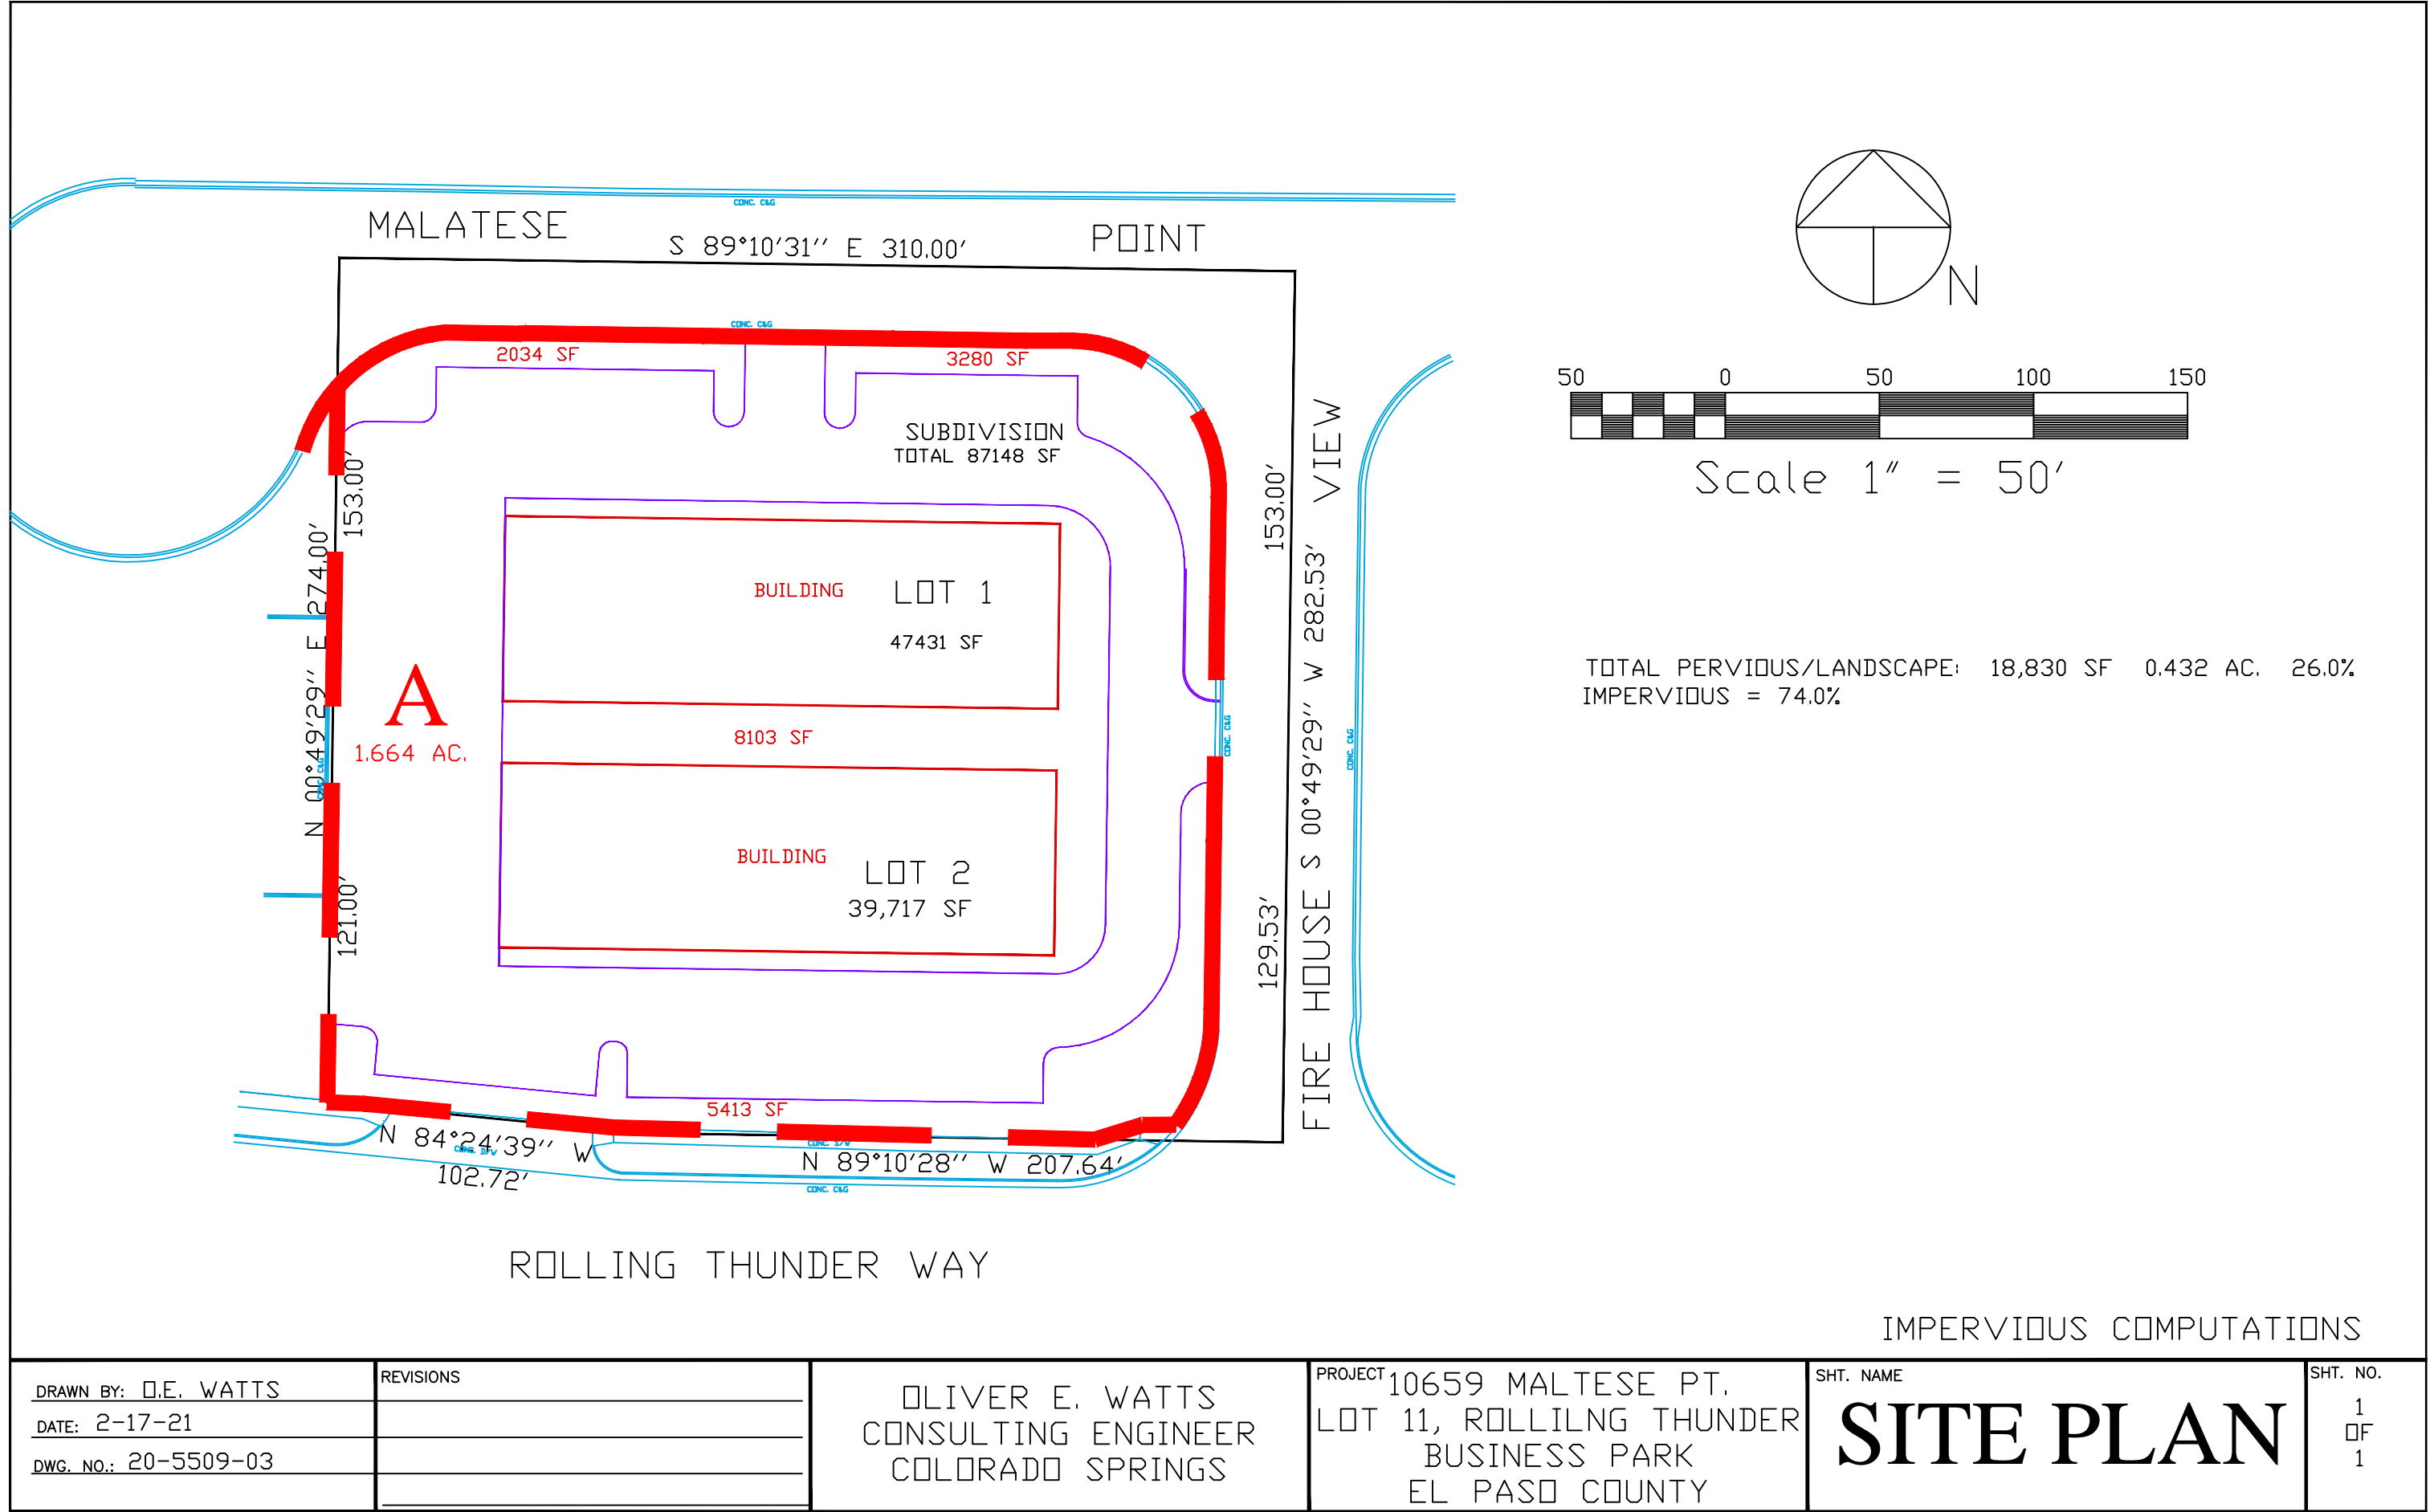 CONC. C&G
MALATESE POINT
S 89°10'31'' E 310.00'
CONC. C&G
2034 SF
3280 SF
SUBDIVISION
TOTAL 87148 SF
153.00'
153.00'
N 00°49'29'' E 274.00'
BUILDING
LOT 1
47431 SF
A
1.664 AC.
8103 SF
CONC. C&G
CONC. C&G
CONC. C&G
BUILDING
LOT 2
39,717 SF
121.00'
129.53'
FIRE HOUSE VIEW
S 00°49'29'' W 282.53'
5413 SF
N 84°24'39'' W
102.72'
CONC. S/W
N 89°10'28'' W 207.64'
CONC. C&G
ROLLING THUNDER WAY
N
50 0 50 100 150
Scale 1" = 50'
TOTAL PERVIOUS/LANDSCAPE: 18,830 SF 0.432 AC. 26.0%
IMPERVIOUS = 74.0%
IMPERVIOUS COMPUTATIONS
DRAWN BY: O.E. WATTS
DATE: 2-17-21
DWG. NO.: 20-5509-03
REVISIONS
OLIVER E. WATTS
CONSULTING ENGINEER
COLORADO SPRINGS
PROJECT 10659 MALTESE PT.
LOT 11, ROLLILNG THUNDER
BUSINESS PARK
EL PASO COUNTY
SHT. NAME
SITE PLAN
SHT. NO.
1
OF
1